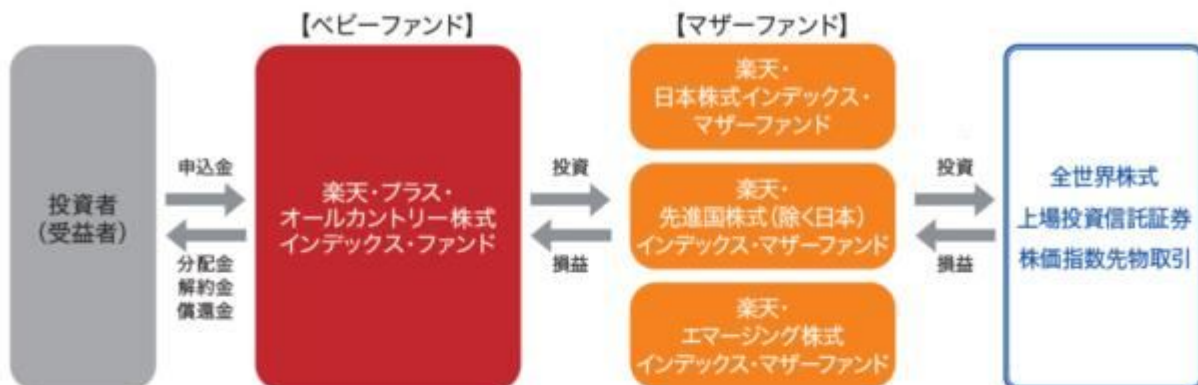 【ベビーファンド】
【マザーファンド】
投資者
(受益者)
申込金
分配金
解約金
償還金
楽天・プラス・
オールカントリー株式
インデックス・ファンド
投資
損益
楽天・
日本株式インデックス・
マザーファンド
楽天・
先進国株式(除く日本)
インデックス・マザーファンド
楽天・
エマージング株式
インデックス・マザーファンド
投資
損益
全世界株式
上場投資信託証券
株価指数先物取引